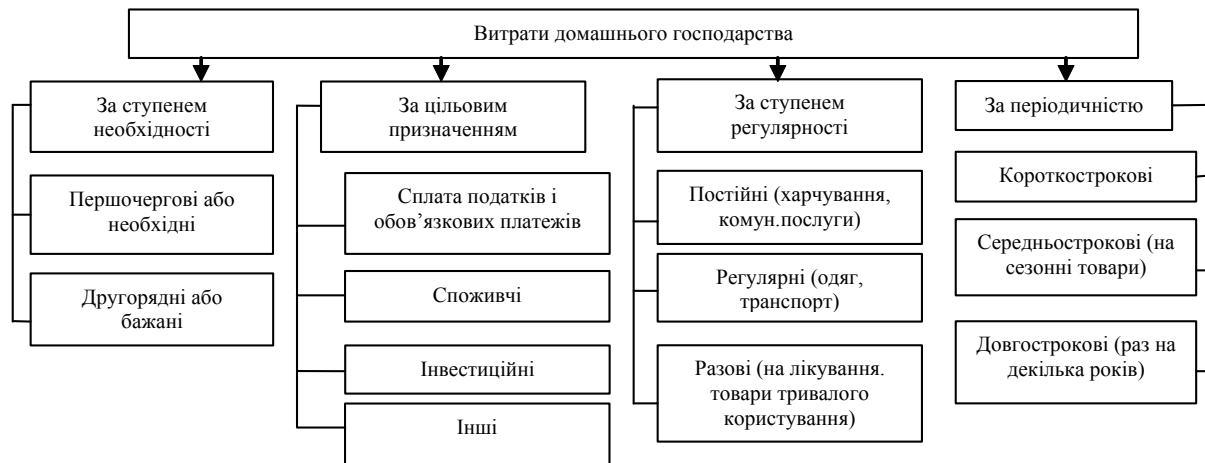 Витрати домашнього господарства
За ступенем
необхідності
Першочергові або
необхідні
Другорядні або
бажані
За цільовим
призначенням
Сплата податків і
обов’язкових платежів
Споживчі
Інвестиційні
Інші
За ступенем
регулярності
Постійні (харчування,
комун.послуги)
Регулярні (одяг,
транспорт)
Разові (на лікування.
товари тривалого
користування)
За періодичністю
Короткострокові
Середньострокові (на
сезонні товари)
Довгострокові (раз на
декілька років)